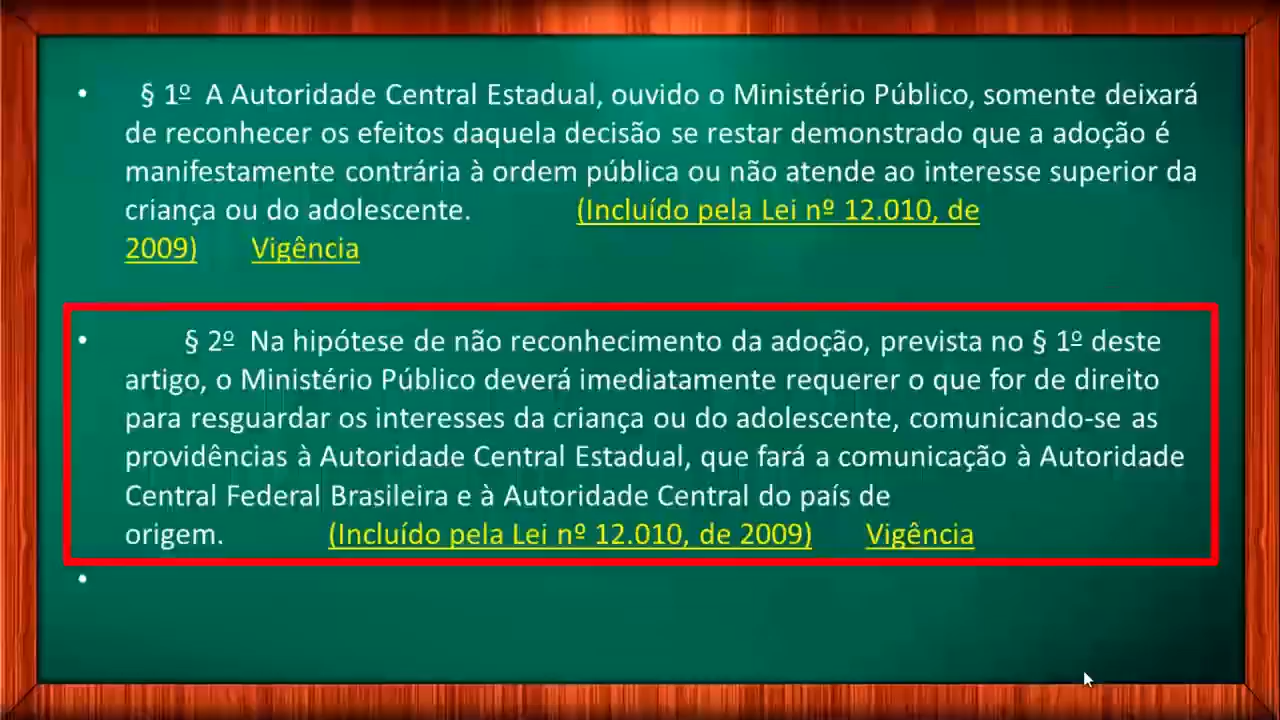 • § 1º A Autoridade Central Estadual, ouvido o Ministério Público, somente deixará
de reconhecer os efeitos daquela decisão se restar demonstrado que a adoção é
manifestamente contrária à ordem pública ou não atende ao interesse superior da
criança ou do adolescente. (Incluído pela Lei nº 12.010, de
2009) Vigência
• § 2º Na hipótese de não reconhecimento da adoção, prevista no § 1º deste
artigo, o Ministério Público deverá imediatamente requerer o que for de direito
para resguardar os interesses da criança ou do adolescente, comunicando-se as
providências à Autoridade Central Estadual, que fará a comunicação à Autoridade
Central Federal Brasileira e à Autoridade Central do país de
origem. (Incluído pela Lei nº 12.010, de 2009) Vigência
•